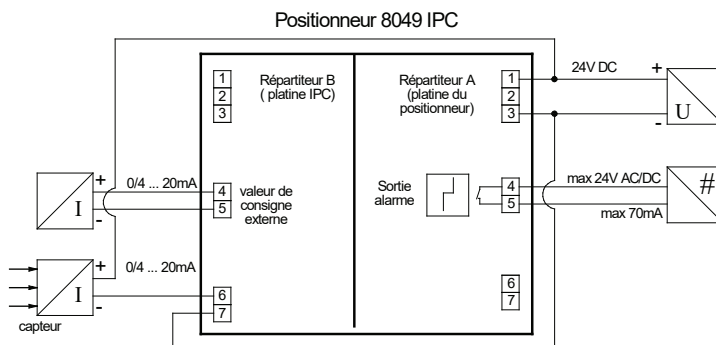 Positionneur 8049 IPC
1
2
3
Répartiteur B
( platine IPC)
Répartiteur A
(platine du
positionneur)
1
2
3
24V DC
+
-
U
I
+
-
0/4 ... 20mA
4
5
valeur de
consigne
externe
Sortie
alarme
4
5
max 24V AC/DC
max 70mA
#
I
+
-
0/4 ... 20mA
6
7
6
7
capteur